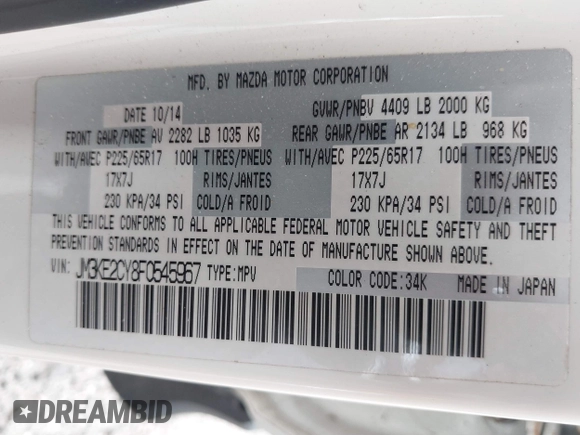 MFD. BY MAZDA MOTOR CORPORATION
DATE 10/14 GVWR/PNBV 4409 LB 2000 KG
FRONT GAWR/PNBE AV 2282 LB 1035 KG REAR GAWR/PNBE AR 2134 LB 968 KG
WITH/AVEC P225/65R17 100H TIRES/PNEUS WITH/AVEC P225/65R17 100H TIRES/PNEUS
17X7J RIMS/JANTES 17X7J RIMS/JANTES
230 KPA/34 PSI COLD/A FROID 230 KPA/34 PSI COLD/A FROID
THIS VEHICLE CONFORMS TO ALL APPLICABLE FEDERAL MOTOR VEHICLE SAFETY AND THEFT
PREVENTION STANDARDS IN EFFECT ON THE DATE OF MANUFACTURE SHOWN ABOVE.
VIN: JM3KE2CY8F0545967 TYPE:MPV COLOR CODE:34K MADE IN JAPAN
DREAMBID